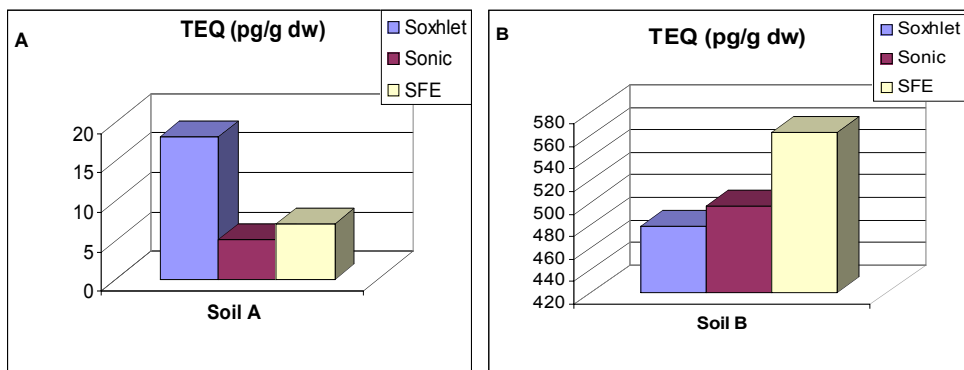 A
TEQ (pg/g dw)
Soxhlet
Sonic
SFE
20
15
10
5
0
Soil A
B
TEQ (pg/g dw)
Soxhlet
Sonic
SFE
580
560
540
520
500
480
460
440
420
Soil B